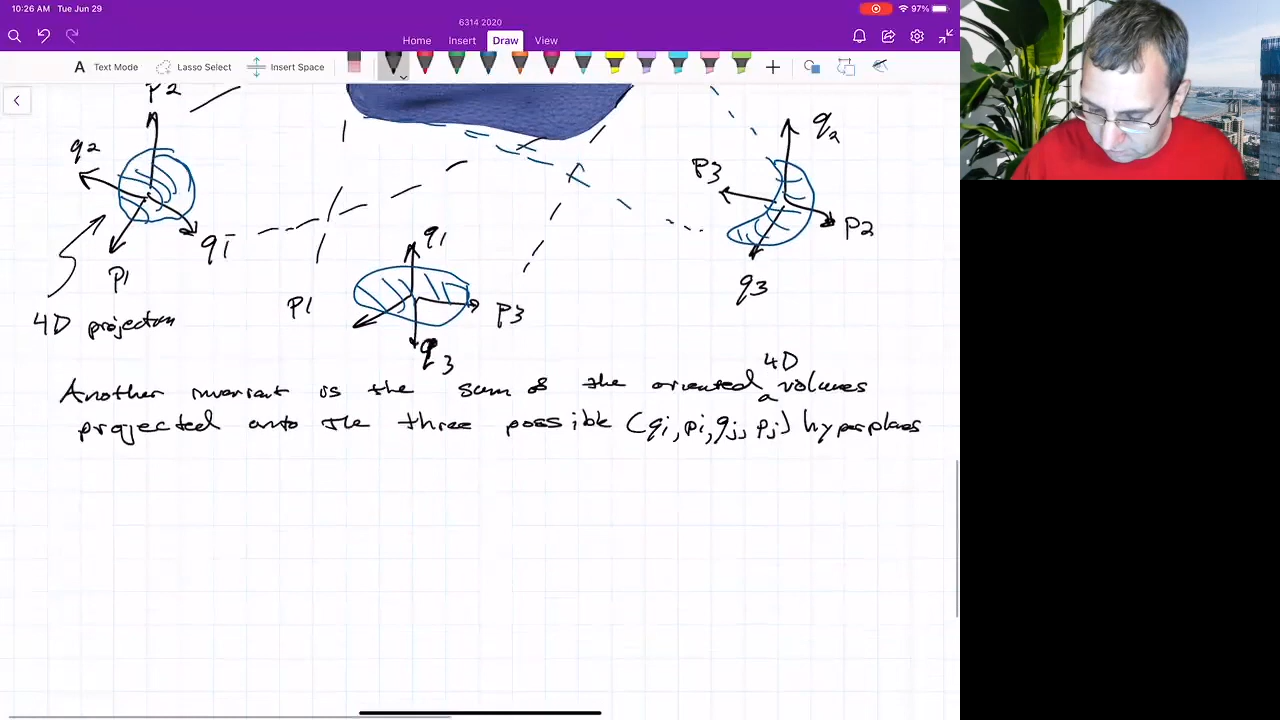 10:26 AM Tue Jun 29
97%
6314 2020
Home Insert Draw View
Text Mode Lasso Select Insert Space
p2
q2
q1
p1
4D projection
q1
p1
p3
q3
q2
p3
p2
q3
4D
Another invariant is the sum of the oriented volumes
projected onto the three possible (qi, pi, qj, pj) hyperplanes